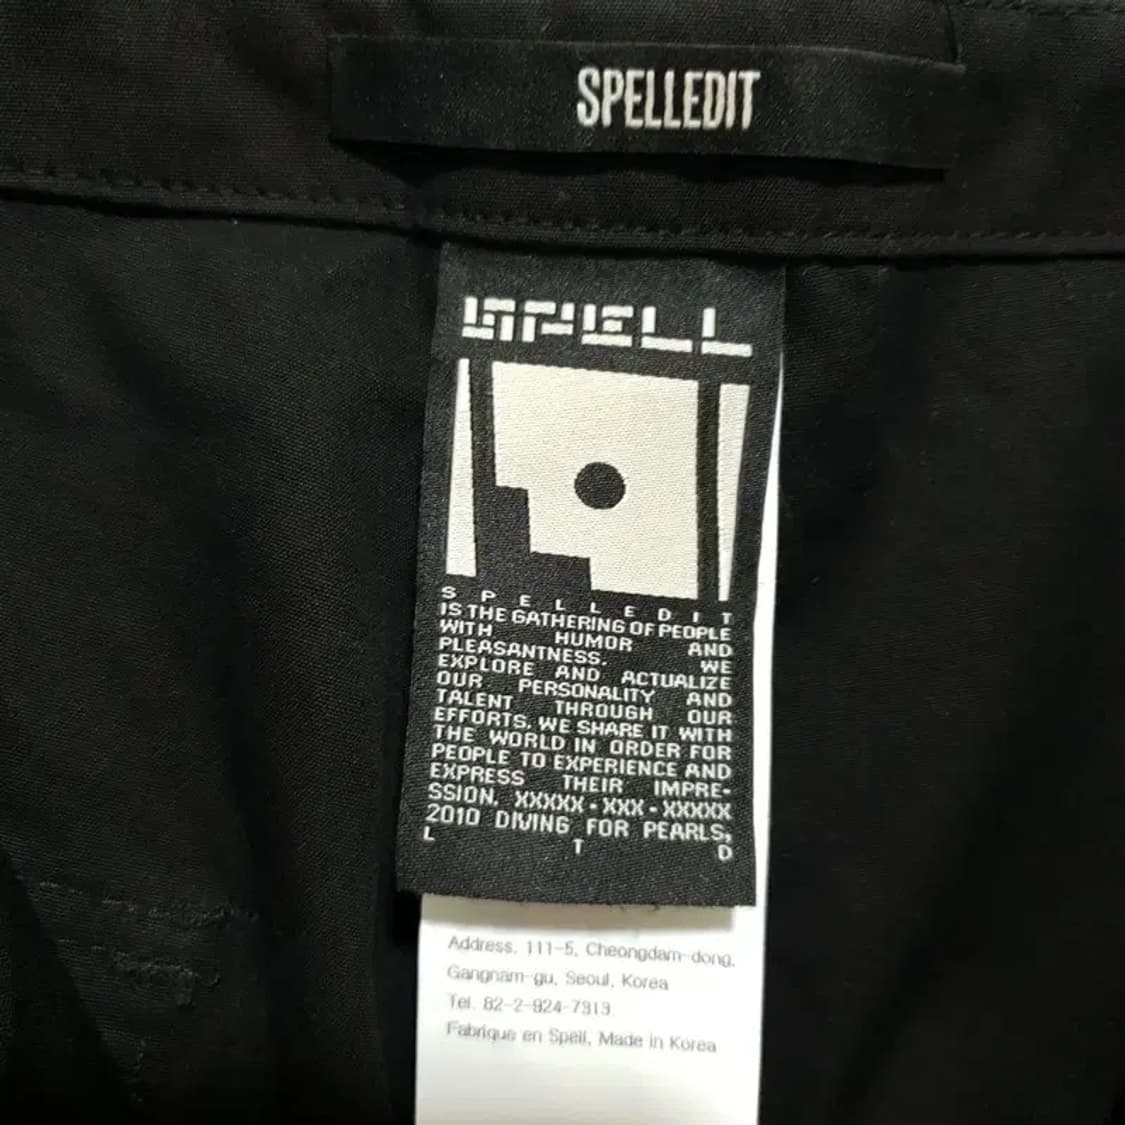 SPELLEDIT
SPELL
SPELLEDIT
IS THE GATHERING OF PEOPLE
WITH HUMOR AND
PLEASANTNESS. WE
EXPLORE AND ACTUALIZE
OUR PERSONALITY AND
TALENT THROUGH OUR
EFFORTS. WE SHARE IT WITH
THE WORLD IN ORDER FOR
PEOPLE TO EXPERIENCE AND
EXPRESS THEIR IMPRE-
SSION. XXXXX-XXX-XXXXX
2010 DIVING FOR PEARLS,
L T D
Address. 111-5, Cheongdam-dong,
Gangnam-gu, Seoul, Korea
Tel. 82-2-924-7313
Fabrique en Spell, Made in Korea